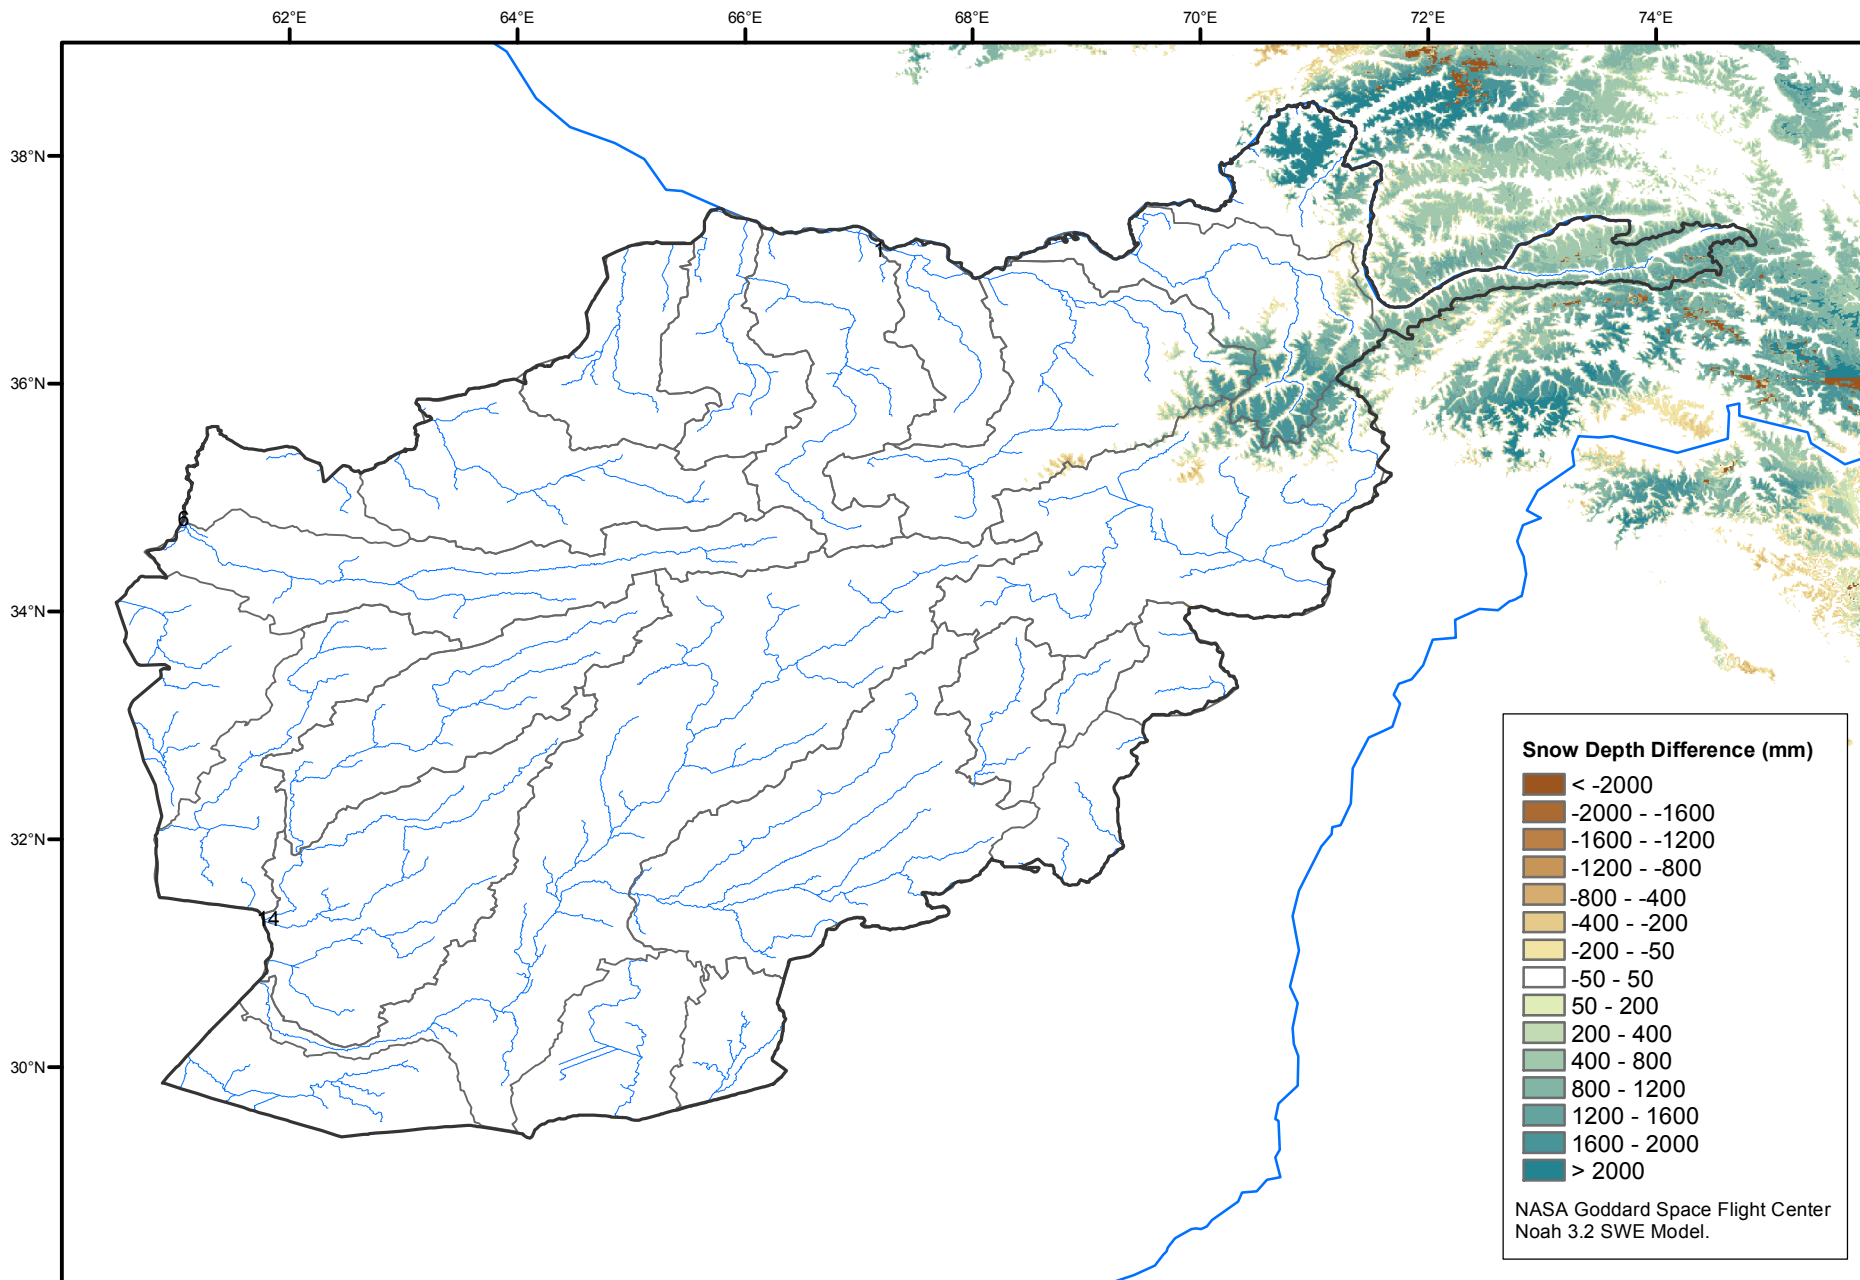 62°E 64°E 66°E 68°E 70°E 72°E 74°E
38°N
36°N
34°N
32°N
30°N
1
6
14
Snow Depth Difference (mm)
< -2000
-2000 - -1600
-1600 - -1200
-1200 - -800
-800 - -400
-400 - -200
-200 - -50
-50 - 50
50 - 200
200 - 400
400 - 800
800 - 1200
1200 - 1600
1600 - 2000
> 2000
NASA Goddard Space Flight Center
Noah 3.2 SWE Model.